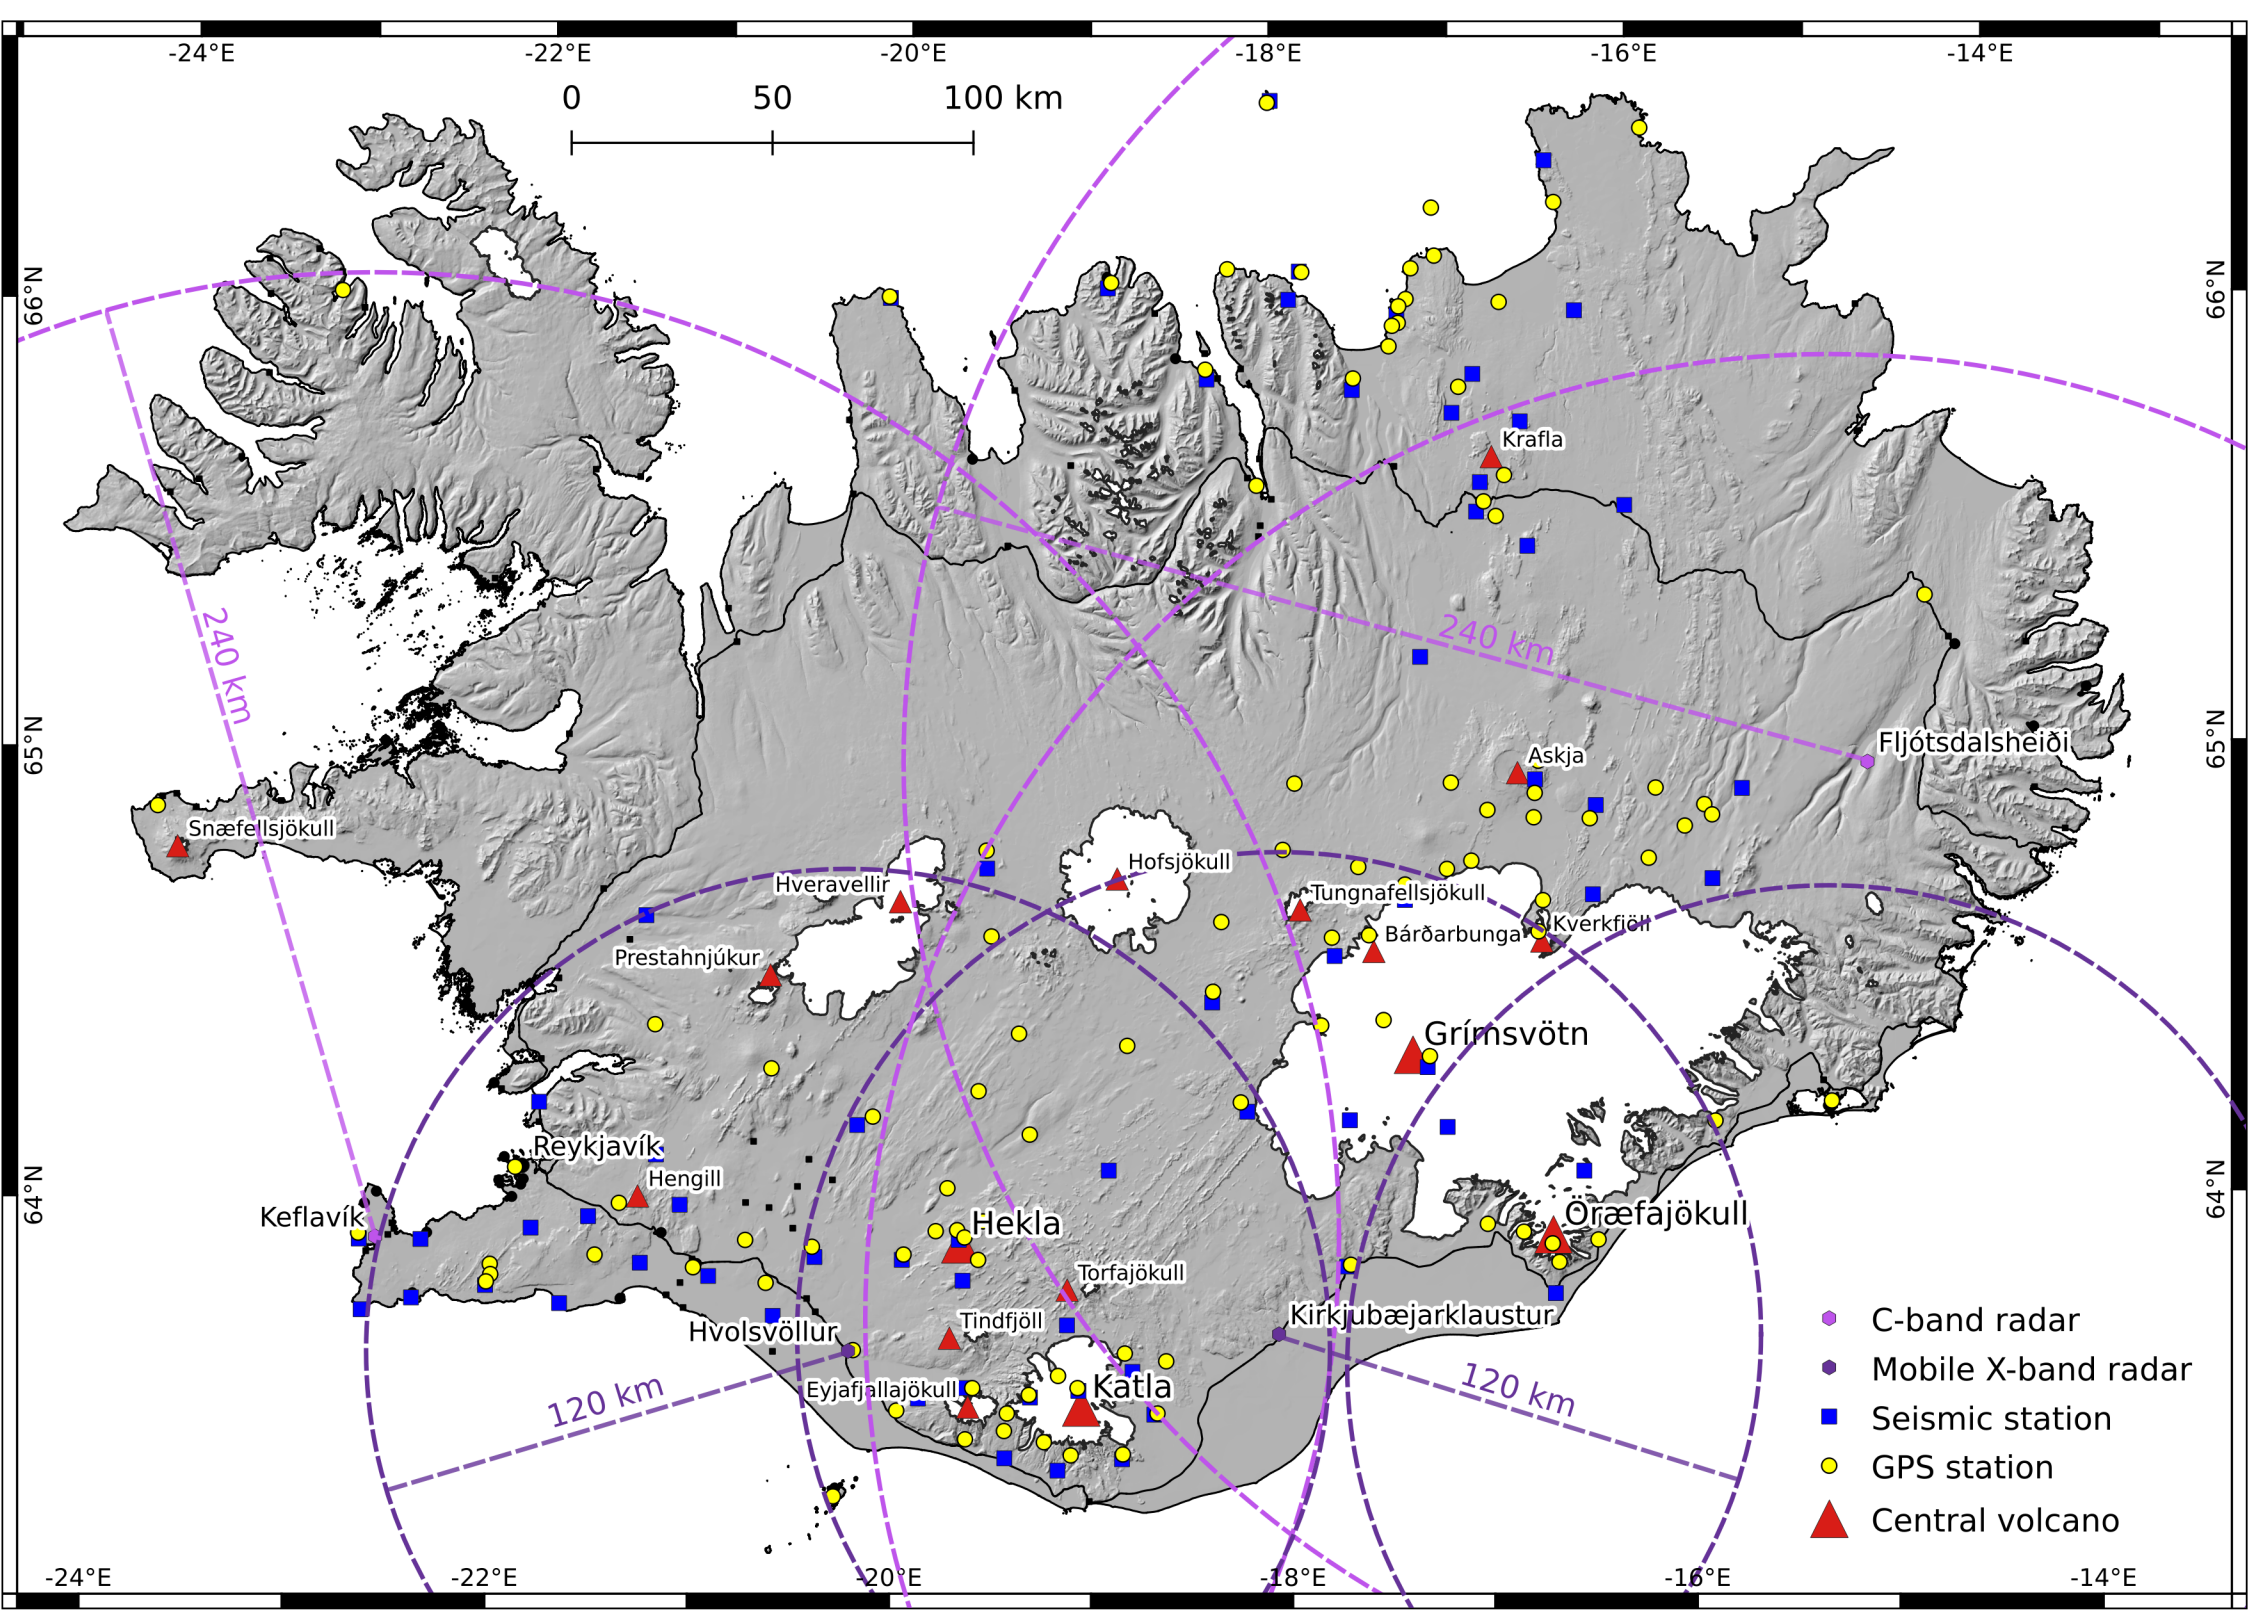 -24°E -22°E -20°E -18°E -16°E -14°E
0 50 100 km
66°N 66°N
Krafla
240 km
240 km
65°N 65°N
Fljótsdalsheiði
Askja
Snæfellsjökull
Hofsjökull
Hveravellir
Tungnafellsjökull
Kverkfjöll
Bárðarbunga
Prestahnjúkur
Grímsvötn
Reykjavík
Hengill
64°N 64°N
Keflavík
Öræfajökull
Hekla
Torfajökull
Kirkjubæjarklaustur
Tindfjöll
Hvolsvöllur
Eyjafjallajökull
Katla
120 km
120 km
C-band radar
Mobile X-band radar
Seismic station
GPS station
Central volcano
-24°E -22°E -20°E -18°E -16°E -14°E